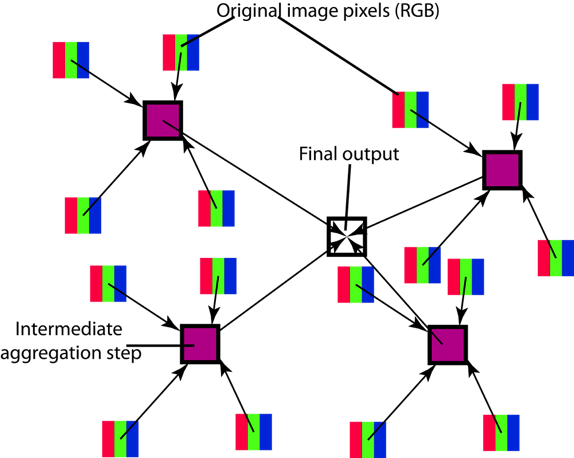 Original image pixels (RGB)
Final output
Intermediate
aggregation step